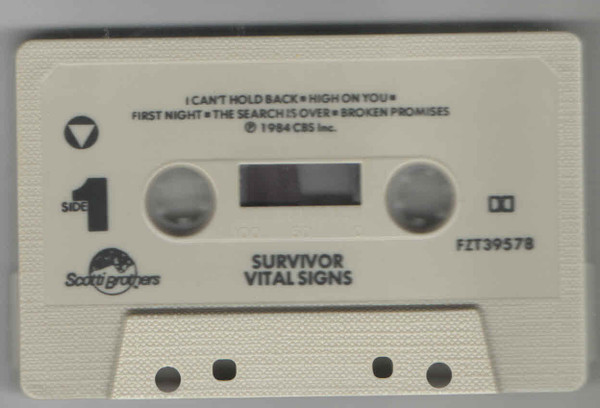 I CAN'T HOLD BACK ▪ HIGH ON YOU ▪
FIRST NIGHT ▪ THE SEARCH IS OVER ▪ BROKEN PROMISES
℗ 1984 CBS Inc.
SIDE 1
FZT39578
Scotti Brothers
SURVIVOR
VITAL SIGNS